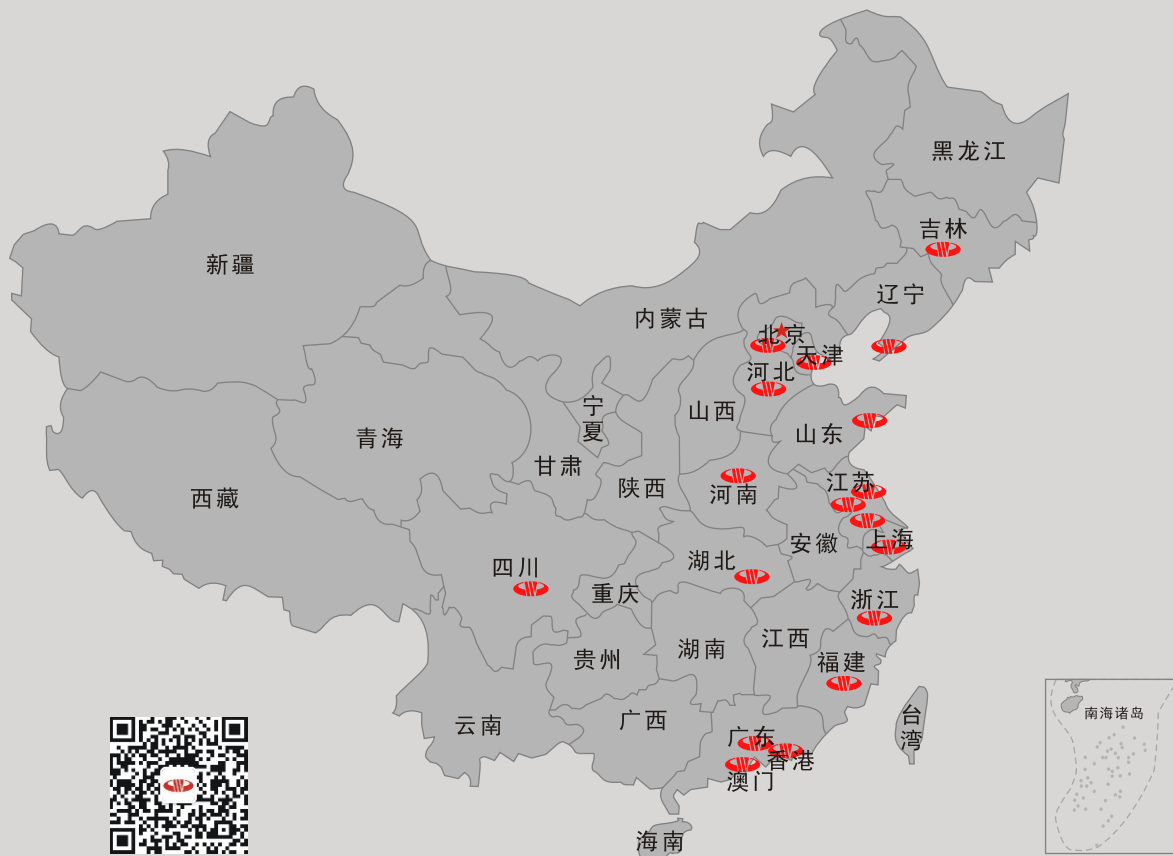 黑龙江
吉林
新疆
辽宁
内蒙古
北京
天津
河北
宁夏
山西
青海
山东
甘肃
江苏
陕西
河南
西藏
上海
安徽
湖北
四川
重庆
浙江
江西
湖南
贵州
福建
南海诸岛
广西
云南
台湾
广东
香港
澳门
海南